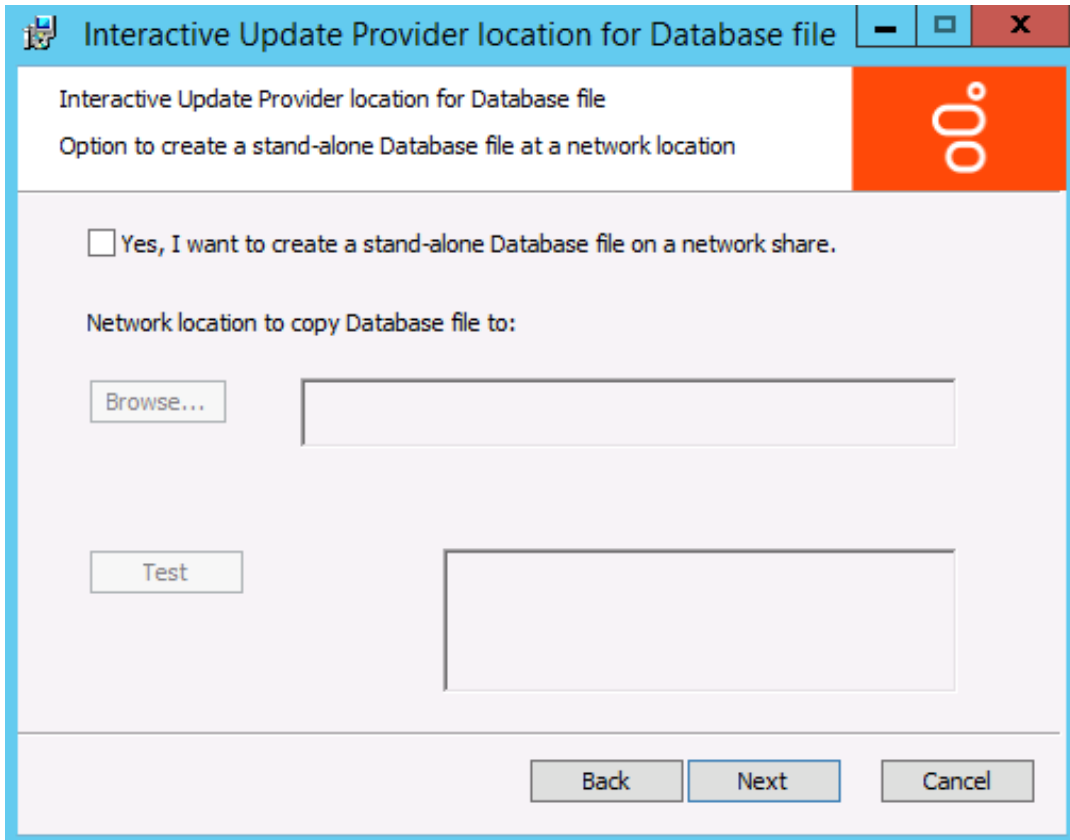 Interactive Update Provider location for Database file
Interactive Update Provider location for Database file
Option to create a stand-alone Database file at a network location
Yes, I want to create a stand-alone Database file on a network share.
Network location to copy Database file to:
Browse...
Test
Back Next Cancel